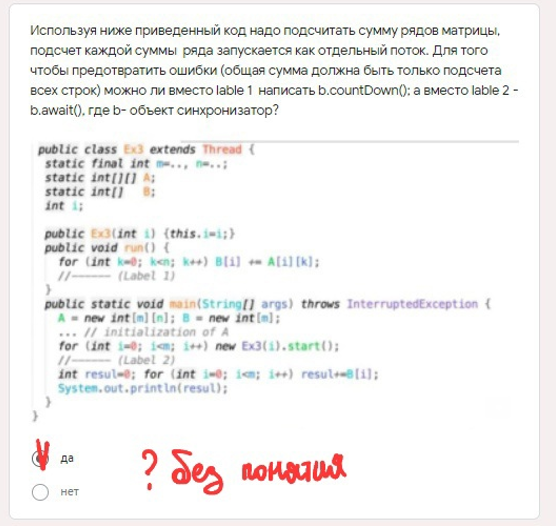 Используя ниже приведенный код надо подсчитать сумму рядов матрицы,
подсчет каждой суммы ряда запускается как отдельный поток. Для того
чтобы предотвратить ошибки (общая сумма должна быть только подсчета
всех строк) можно ли вместо lable 1 написать b.countDown(); а вместо lable 2 -
b.await(), где b- объект синхронизатор?
public class Ex3 extends Thread {
static final int m=.., n=..;
static int[][] A;
static int[] B;
int i;
public Ex3(int i) {this.i=i;}
public void run() {
for (int k=0; k<n; k++) B[i] += A[i][k];
//------ (Label 1)
}
public static void main(String[] args) throws InterruptedException {
A = new int[m][n]; B = new int[m];
... // initialization of A
for (int i=0; i<m; i++) new Ex3(i).start();
//------ (Label 2)
int resul=0; for (int i=0; i<m; i++) resul+=B[i];
System.out.println(resul);
}
}
да
? без понятия
нет